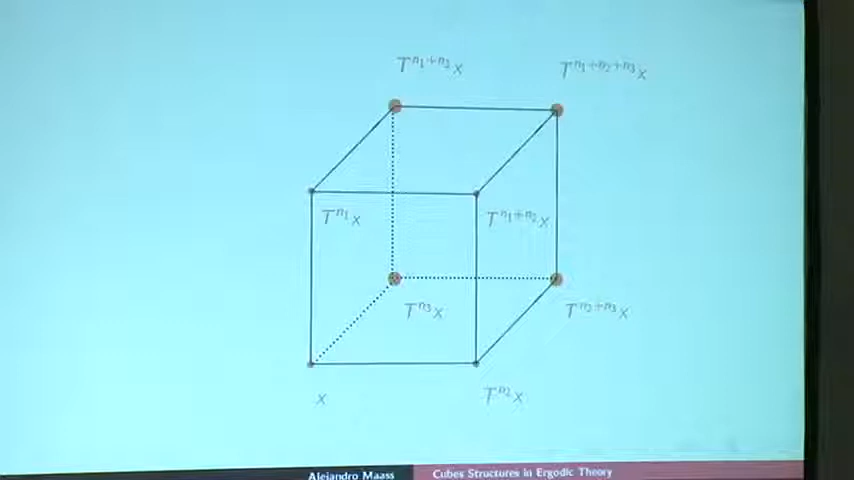 T^{n_1+n_3}x
T^{n_1+n_2+n_3}x
T^{n_1}x
T^{n_1+n_2}x
T^{n_3}x
T^{n_2+n_3}x
x
T^{n_2}x
Alejandro Maass
Cubes Structures in Ergodic Theory